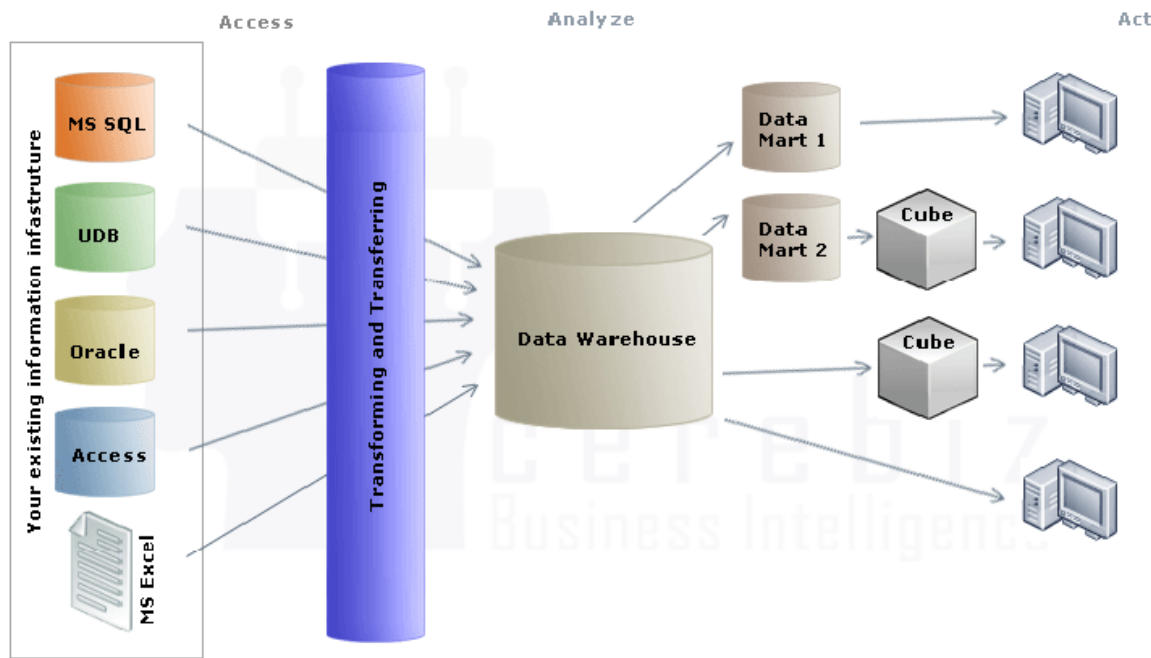 Access
Analyze
Act
Your existing information infastruture
MS SQL
UDB
Oracle
Access
MS Excel
Transforming and Transferring
Data Warehouse
Data
Mart 1
Data
Mart 2
Cube
Cube
cerebiz
Business Intelligence